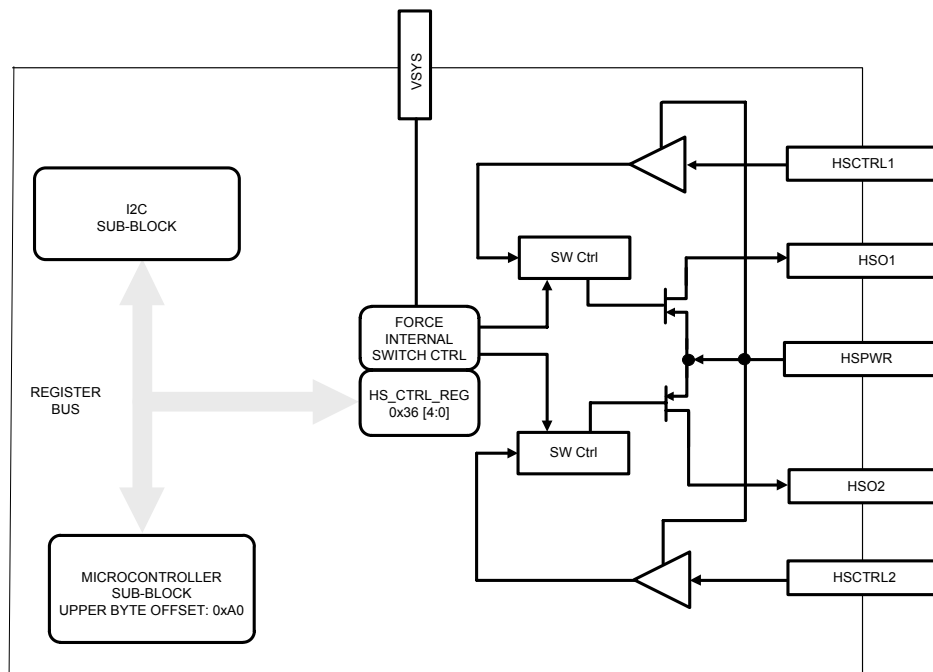 VSYS
HSCTRL1
I2C
SUB-BLOCK
SW Ctrl
HSO1
FORCE
INTERNAL
SWITCH CTRL
HSPWR
HS_CTRL_REG
0x36 [4:0]
REGISTER
BUS
SW Ctrl
HSO2
MICROCONTROLLER
SUB-BLOCK
UPPER BYTE OFFSET: 0xA0
HSCTRL2